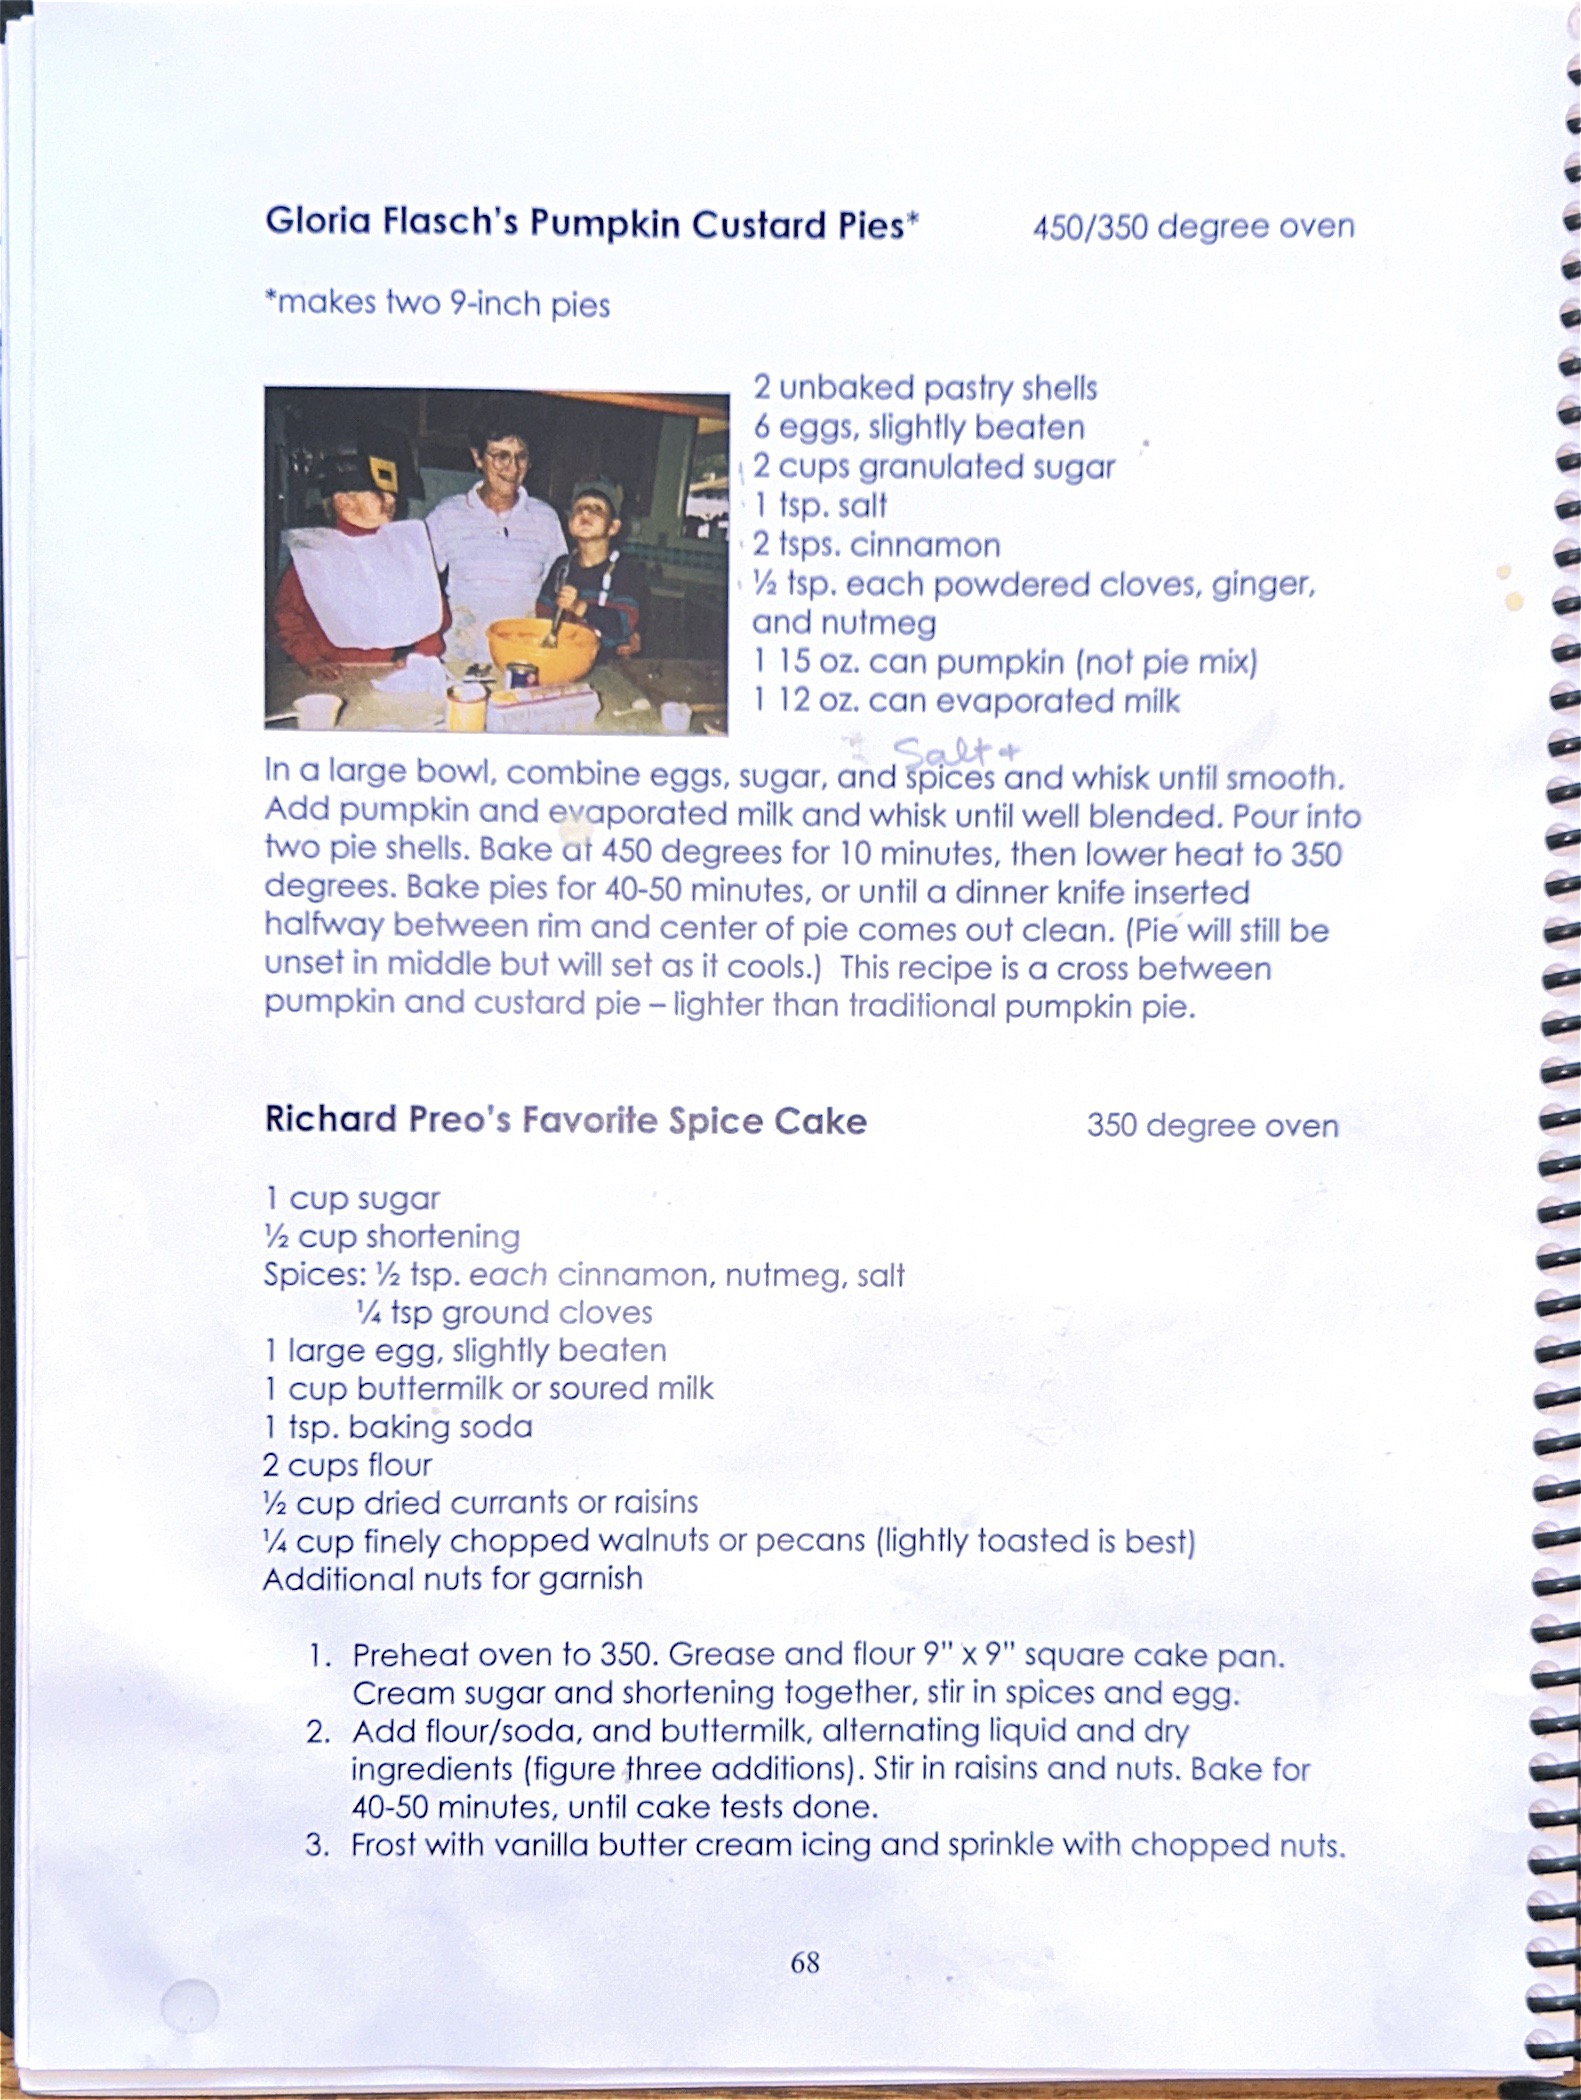 Gloria Flasch's Pumpkin Custard Pies* 450/350 degree oven
*makes two 9-inch pies
2 unbaked pastry shells
6 eggs, slightly beaten
2 cups granulated sugar
1 tsp. salt
2 tsps. cinnamon
½ tsp. each powdered cloves, ginger,
and nutmeg
1 15 oz. can pumpkin (not pie mix)
1 12 oz. can evaporated milk
Salt +
In a large bowl, combine eggs, sugar, and spices and whisk until smooth.
Add pumpkin and evaporated milk and whisk until well blended. Pour into
two pie shells. Bake at 450 degrees for 10 minutes, then lower heat to 350
degrees. Bake pies for 40-50 minutes, or until a dinner knife inserted
halfway between rim and center of pie comes out clean. (Pie will still be
unset in middle but will set as it cools.) This recipe is a cross between
pumpkin and custard pie – lighter than traditional pumpkin pie.
Richard Preo's Favorite Spice Cake 350 degree oven
1 cup sugar
½ cup shortening
Spices: ½ tsp. each cinnamon, nutmeg, salt
¼ tsp ground cloves
1 large egg, slightly beaten
1 cup buttermilk or soured milk
1 tsp. baking soda
2 cups flour
½ cup dried currants or raisins
¼ cup finely chopped walnuts or pecans (lightly toasted is best)
Additional nuts for garnish
1. Preheat oven to 350. Grease and flour 9" x 9" square cake pan.
Cream sugar and shortening together, stir in spices and egg.
2. Add flour/soda, and buttermilk, alternating liquid and dry
ingredients (figure three additions). Stir in raisins and nuts. Bake for
40-50 minutes, until cake tests done.
3. Frost with vanilla butter cream icing and sprinkle with chopped nuts.
68